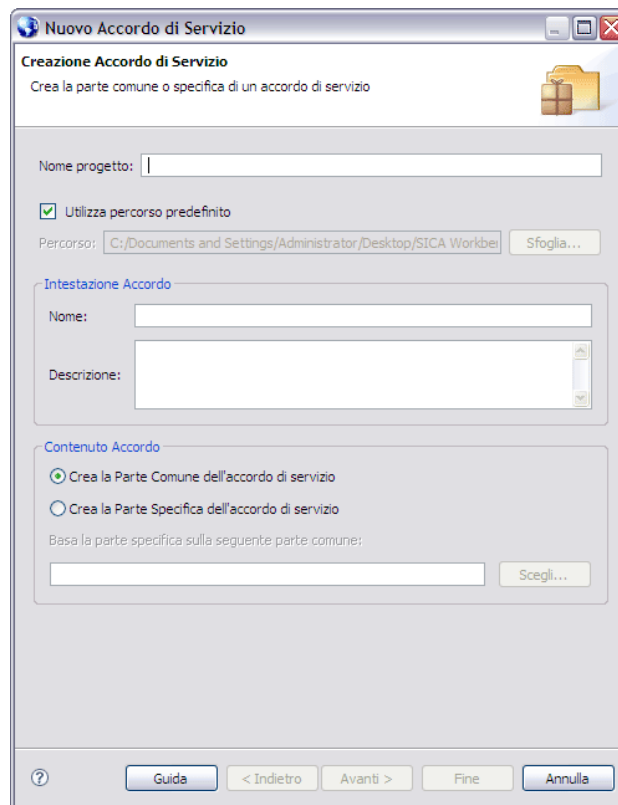 Nuovo Accordo di Servizio
Creazione Accordo di Servizio
Crea la parte comune o specifica di un accordo di servizio
Nome progetto:
Utilizza percorso predefinito
Percorso: C:/Documents and Settings/Administrator/Desktop/SICA Workber Sfoglia...
Intestazione Accordo
Nome:
Descrizione:
Contenuto Accordo
Crea la Parte Comune dell'accordo di servizio
Crea la Parte Specifica dell'accordo di servizio
Basa la parte specifica sulla seguente parte comune:
Scegli...
? Guida < Indietro Avanti > Fine Annulla